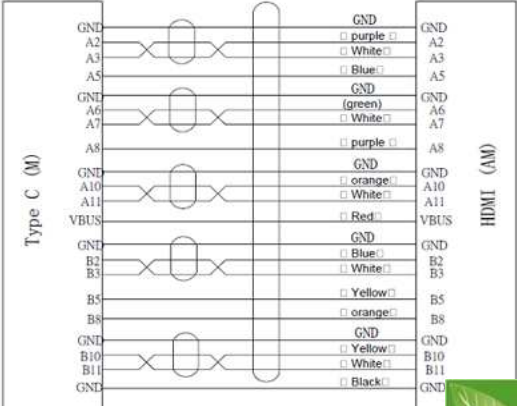 Type C (M)
GND GND GND
A2 purple A2
A3 White A3
A5 Blue A5
GND GND GND
A6 (green) A6
A7 White A7
A8 purple A8
GND GND GND
A10 orange A10
A11 White A11
VBUS Red VBUS
GND GND GND
B2 Blue B2
B3 White B3
B5 Yellow B5
B8 orange B8
GND GND GND
B10 Yellow B10
B11 White B11
GND Black GND
HDMI (AM)